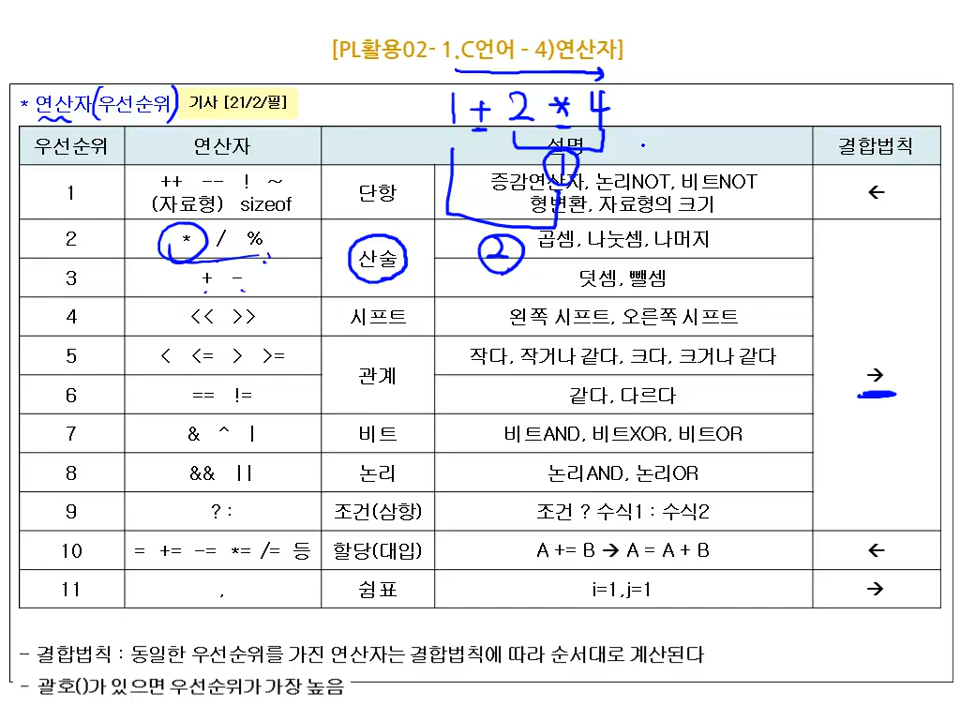 [PL활용02- 1.C언어 - 4)연산자]
* 연산자(우선순위) 기사 [21/2/필]
1 + 2 * 4
우선순위 연산자 설명 결합법칙
1 ++ -- ! ~ (자료형) sizeof 단항 증감연산자, 논리NOT, 비트NOT 형변환, 자료형의 크기 ←
①
2 * / % 산술 곱셈, 나눗셈, 나머지 →
②
3 + - 덧셈, 뺄셈
4 << >> 시프트 왼쪽 시프트, 오른쪽 시프트
5 < <= > >= 관계 작다, 작거나 같다, 크다, 크거나 같다
6 == != 같다, 다르다
7 & ^ | 비트 비트AND, 비트XOR, 비트OR
8 && || 논리 논리AND, 논리OR
9 ? : 조건(삼항) 조건 ? 수식1 : 수식2
10 = += -= *= /= 등 할당(대입) A += B → A = A + B ←
11 , 쉼표 i=1,j=1 →
- 결합법칙 : 동일한 우선순위를 가진 연산자는 결합법칙에 따라 순서대로 계산된다
- 괄호()가 있으면 우선순위가 가장 높음